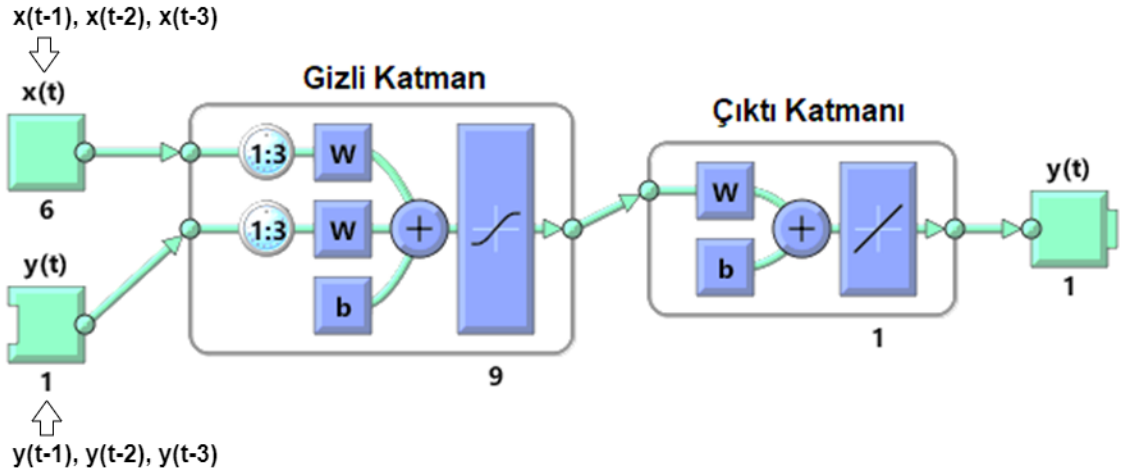 x(t-1), x(t-2), x(t-3)
x(t)
6
y(t)
1
y(t-1), y(t-2), y(t-3)
Gizli Katman
1:3
W
1:3
W
b
+
9
Çıktı Katmanı
W
b
+
1
y(t)
1